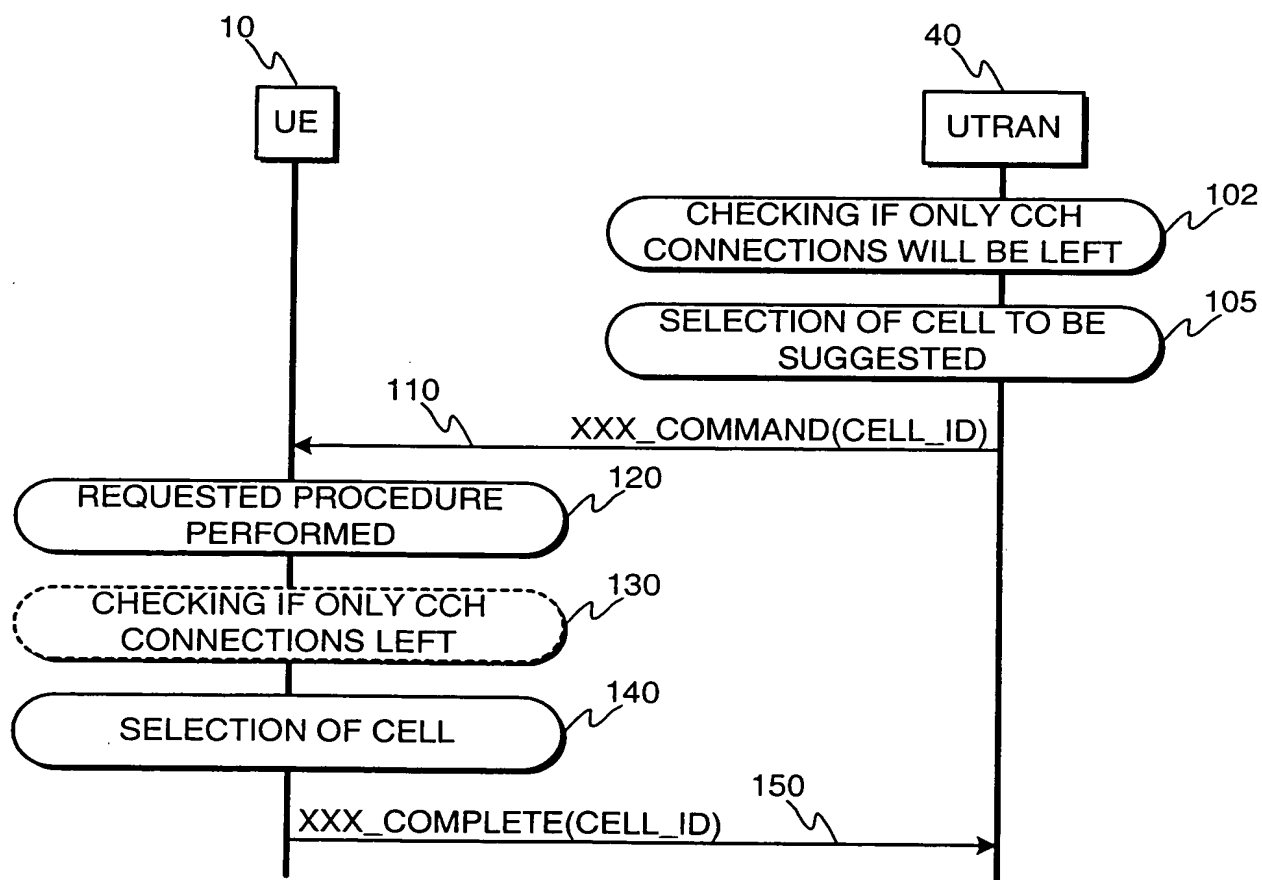 10
40
UE
UTRAN
102
CHECKING IF ONLY CCH
CONNECTIONS WILL BE LEFT
105
SELECTION OF CELL TO BE
SUGGESTED
110
XXX_COMMAND(CELL_ID)
120
REQUESTED PROCEDURE
PERFORMED
130
CHECKING IF ONLY CCH
CONNECTIONS LEFT
140
SELECTION OF CELL
150
XXX_COMPLETE(CELL_ID)